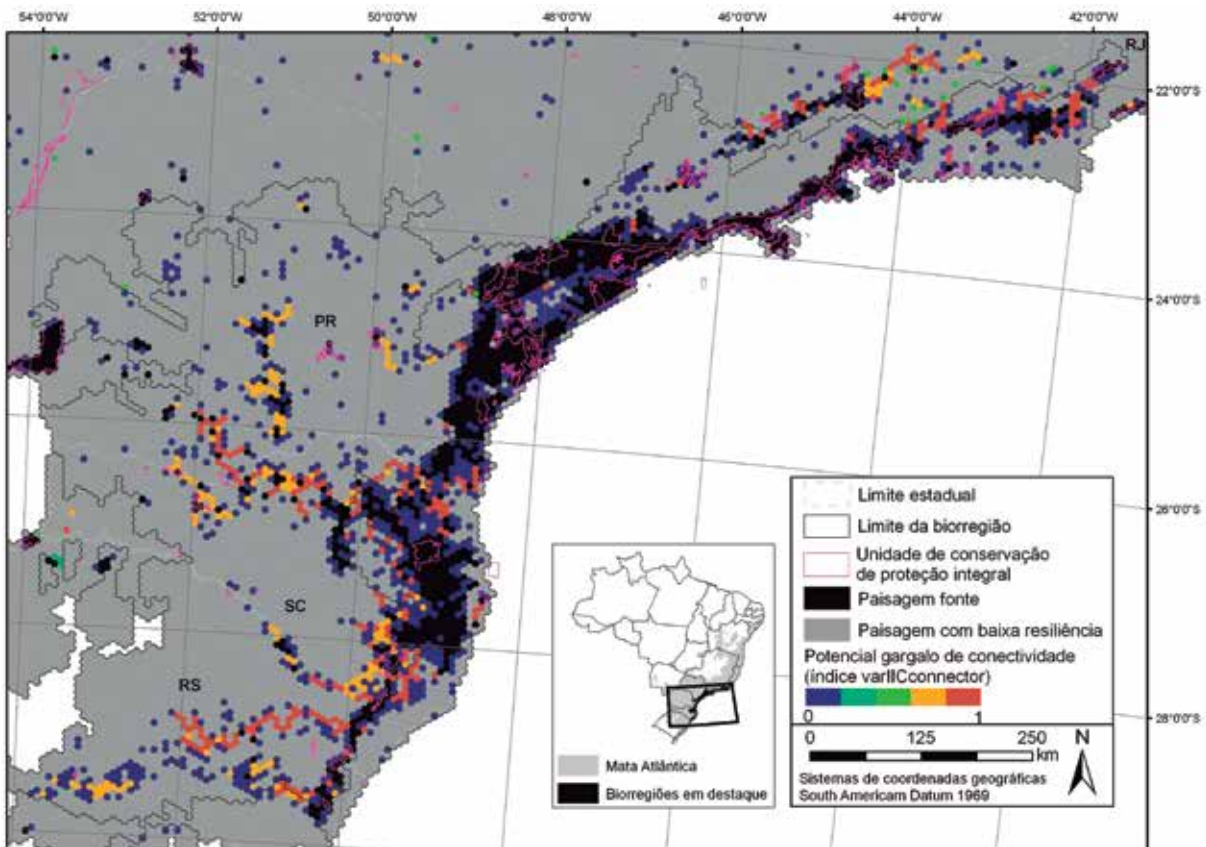 54°0'0"W
52°0'0"W
50°0'0"W
48°0'0"W
46°0'0"W
44°0'0"W
42°0'0"W
RJ
22°0'0"S
24°0'0"S
PR
26°0'0"S
SC
RS
28°0'0"S
Limite estadual
Limite da biorregião
Unidade de conservação
de proteção integral
Paisagem fonte
Paisagem com baixa resiliência
Potencial gargalo de conectividade
(índice varIICconnector)
0 1
0 125 250
km
N
Sistemas de coordenadas geográficas
South Americam Datum 1969
Mata Atlântica
Biorregiões em destaque